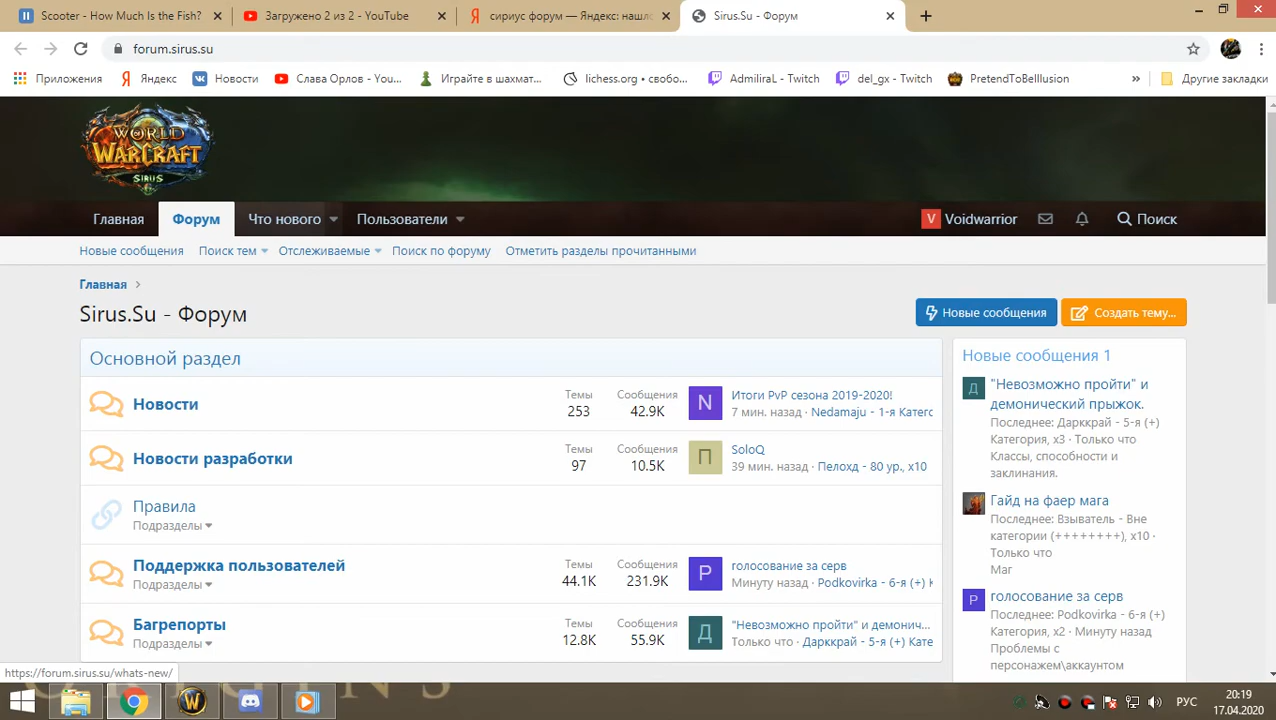 Scooter - How Much Is the Fish?
Загружено 2 из 2 - YouTube
сириус форум — Яндекс: нашло
Sirus.Su - Форум
forum.sirus.su
Приложения
Яндекс
Новости
Слава Орлов - You...
Играйте в шахмат...
lichess.org • свобо...
AdmiliraL - Twitch
del_gx - Twitch
PretendToBeIllusion
»
Другие закладки
WORLD
WARCRAFT
SIRUS
Главная
Форум
Что нового
Пользователи
V Voidwarrior
Поиск
Новые сообщения
Поиск тем
Отслеживаемые
Поиск по форуму
Отметить разделы прочитанными
Главная
Sirus.Su - Форум
Новые сообщения
Создать тему...
Основной раздел
Новости
Темы
253
Сообщения
42.9K
N
Итоги PvP сезона 2019-2020!
7 мин. назад · Nedamaju - 1-я Катего
Новости разработки
Темы
97
Сообщения
10.5K
П
SoloQ
39 мин. назад · Пелохд - 80 ур., x10
Правила
Подразделы
Поддержка пользователей
Подразделы
Темы
44.1K
Сообщения
231.9K
P
голосование за серв
Минуту назад · Podkovirka - 6-я (+) К
Багрепорты
Подразделы
Темы
12.8K
Сообщения
55.9K
Д
"Невозможно пройти" и демонич...
Только что · Дарккрай - 5-я (+) Кате
Новые сообщения 1
Д
"Невозможно пройти" и
демонический прыжок.
Последнее: Дарккрай - 5-я (+)
Категория, x3 · Только что
Классы, способности и
заклинания.
Гайд на фаер мага
Последнее: Взыватель - Вне
категории (++++++++), x10 ·
Только что
Маг
P
голосование за серв
Последнее: Podkovirka - 6-я (+)
Категория, x2 · Минуту назад
Проблемы с
персонажем\аккаунтом
https://forum.sirus.su/whats-new/
РУС
20:19
17.04.2020